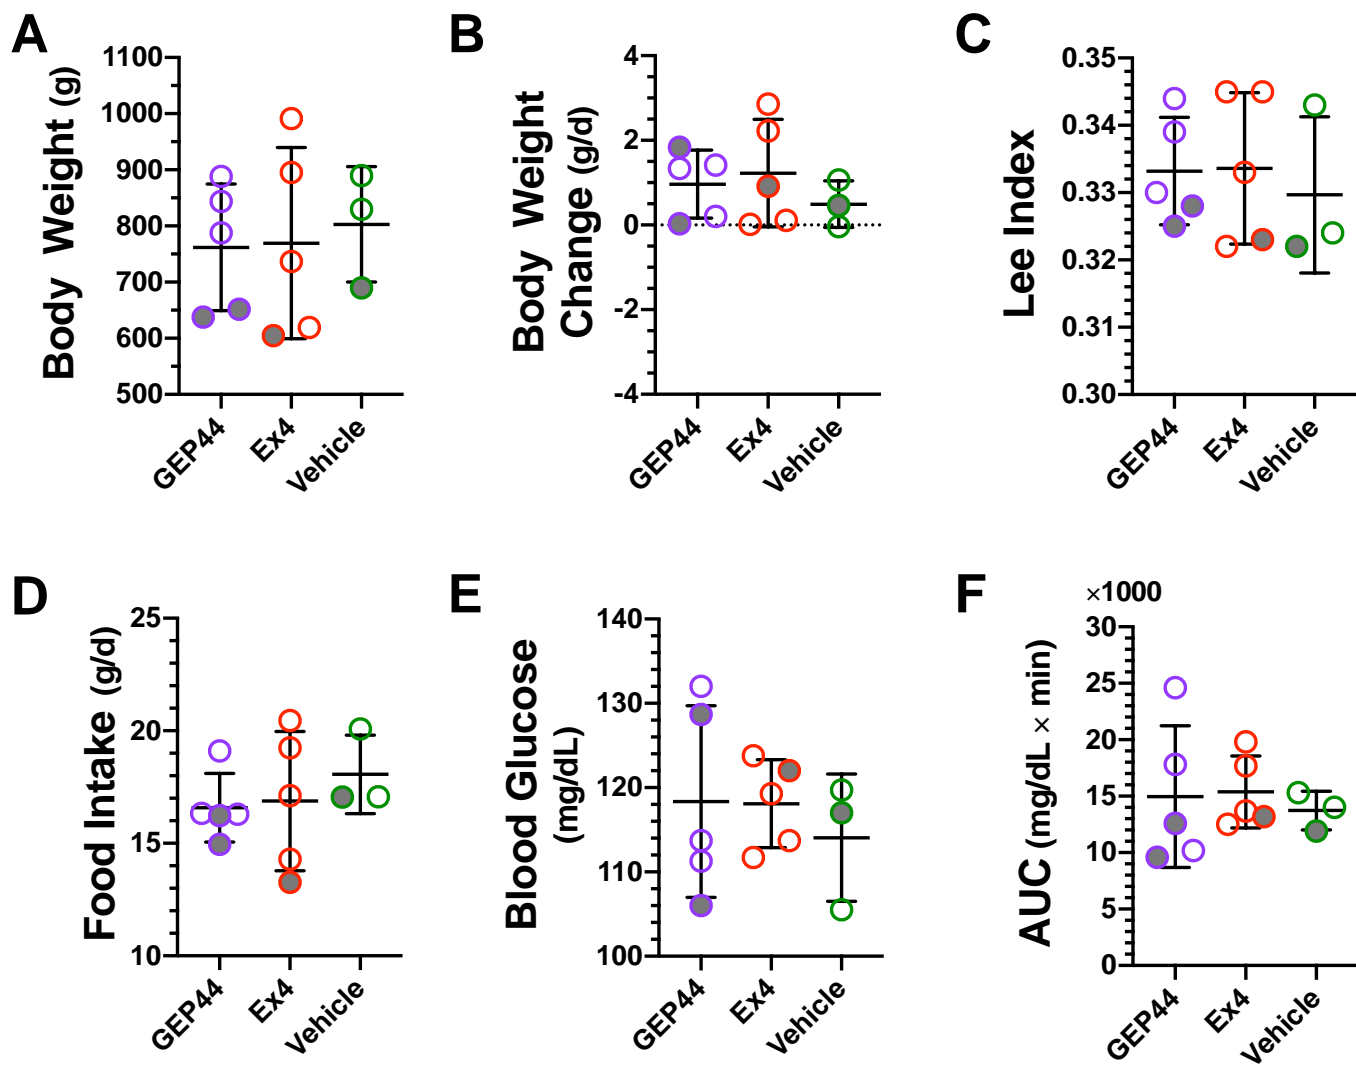 A
Body Weight (g)
1100
1000
900
800
700
600
500
GEP44
Ex4
Vehicle
B
Body Weight
Change (g/d)
4
2
0
-2
-4
GEP44
Ex4
Vehicle
C
Lee Index
0.35
0.34
0.33
0.32
0.31
0.30
GEP44
Ex4
Vehicle
D
Food Intake (g/d)
25
20
15
10
GEP44
Ex4
Vehicle
E
Blood Glucose
(mg/dL)
140
130
120
110
100
GEP44
Ex4
Vehicle
F
×1000
AUC (mg/dL × min)
30
25
20
15
10
5
0
GEP44
Ex4
Vehicle